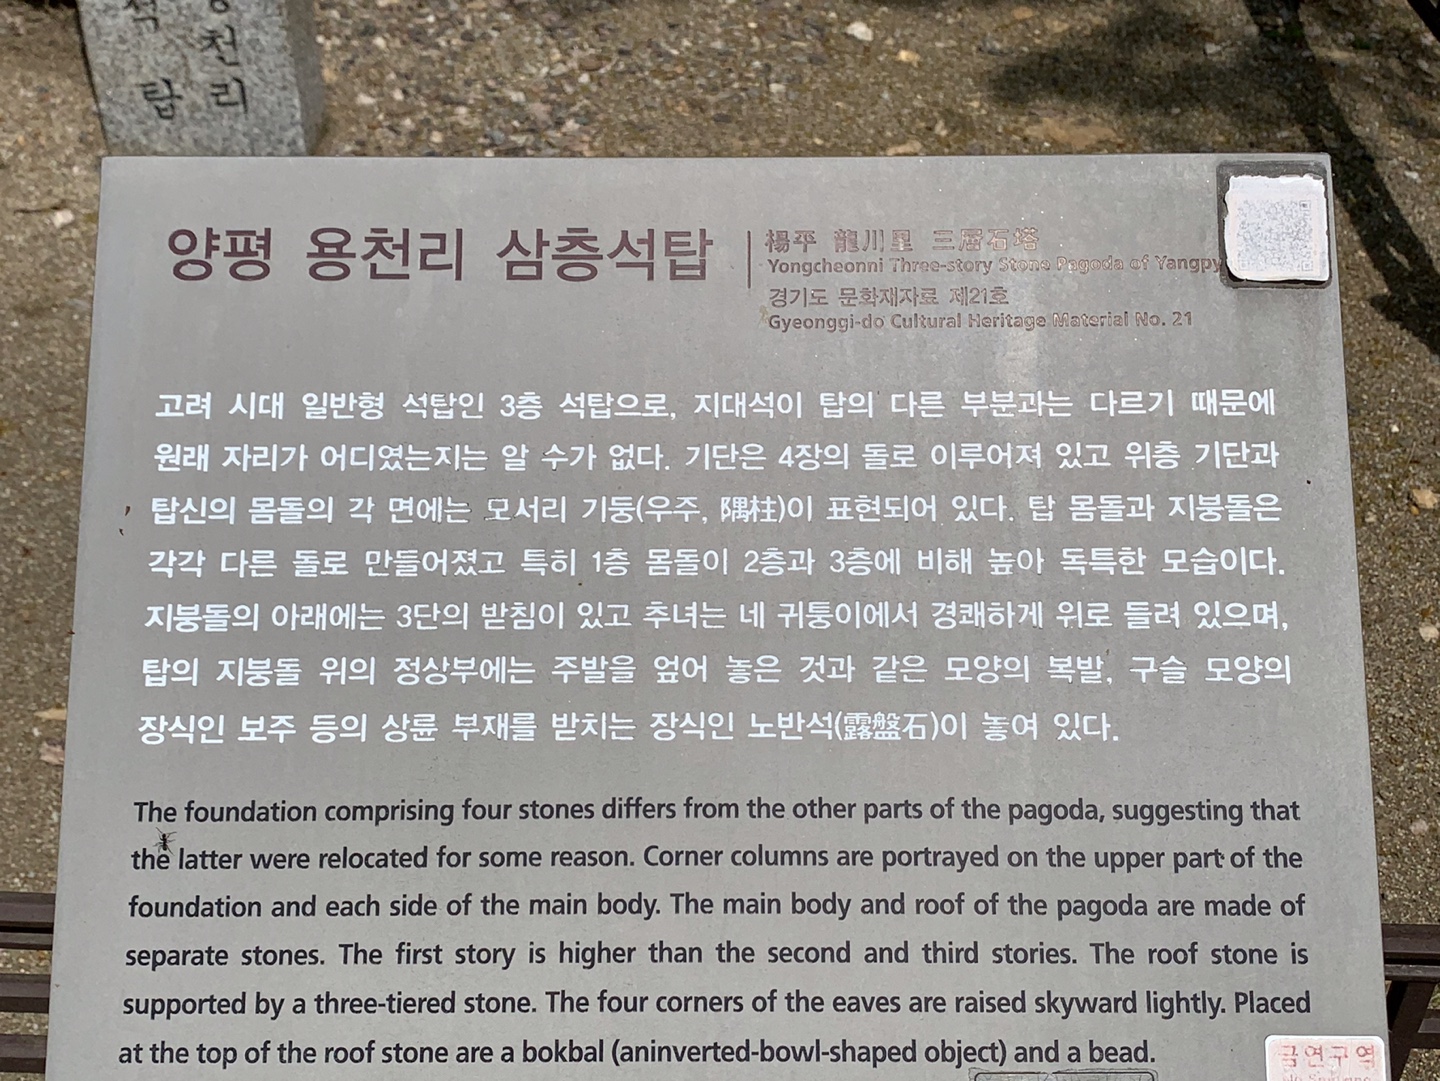 천리
탑
양평 용천리 삼층석탑
楊平 龍川里 三層石塔
Yongcheonni Three-story Stone Pagoda of Yangpy
경기도 문화재자료 제21호
Gyeonggi-do Cultural Heritage Material No. 21
고려 시대 일반형 석탑인 3층 석탑으로, 지대석이 탑의 다른 부분과는 다르기 때문에
원래 자리가 어디였는지는 알 수가 없다. 기단은 4장의 돌로 이루어져 있고 위층 기단과
탑신의 몸돌의 각 면에는 모서리 기둥(우주, 隅柱)이 표현되어 있다. 탑 몸돌과 지붕돌은
각각 다른 돌로 만들어졌고 특히 1층 몸돌이 2층과 3층에 비해 높아 독특한 모습이다.
지붕돌의 아래에는 3단의 받침이 있고 추녀는 네 귀퉁이에서 경쾌하게 위로 들려 있으며,
탑의 지붕돌 위의 정상부에는 주발을 엎어 놓은 것과 같은 모양의 복발, 구슬 모양의
장식인 보주 등의 상륜 부재를 받치는 장식인 노반석(露盤石)이 놓여 있다.
The foundation comprising four stones differs from the other parts of the pagoda, suggesting that
the latter were relocated for some reason. Corner columns are portrayed on the upper part of the
foundation and each side of the main body. The main body and roof of the pagoda are made of
separate stones. The first story is higher than the second and third stories. The roof stone is
supported by a three-tiered stone. The four corners of the eaves are raised skyward lightly. Placed
at the top of the roof stone are a bokbal (aninverted-bowl-shaped object) and a bead.
금연구역